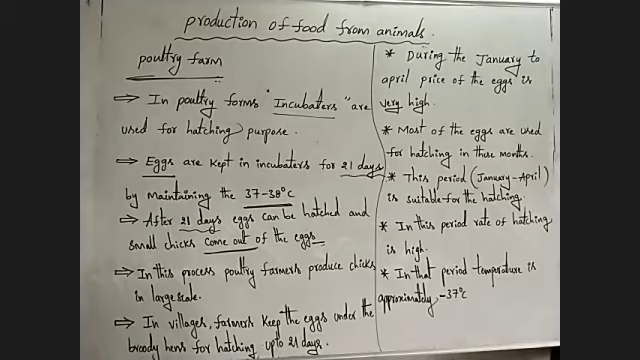 production of food from animals.
poultry farm
⇒ In poultry forms "Incubaters" are
used for hatching purpose.
⇒ Eggs are kept in incubaters for 21 days
by maintaining the 37-38°C
⇒ After 21 days eggs can be hatched and
small chicks come out of the eggs
⇒ In this process poultry farmers produce chicks
in large scale.
⇒ In villages, farmers keep the eggs under the
broody hens for hatching upto 21 days.
* During the January to
april price of the eggs is
very high.
* Most of the eggs are used
for hatching in these months.
* This period (January-April)
is suitable for the hatching.
* In this period rate of hatching
is high.
* In that period temperature is
approximately -37°C